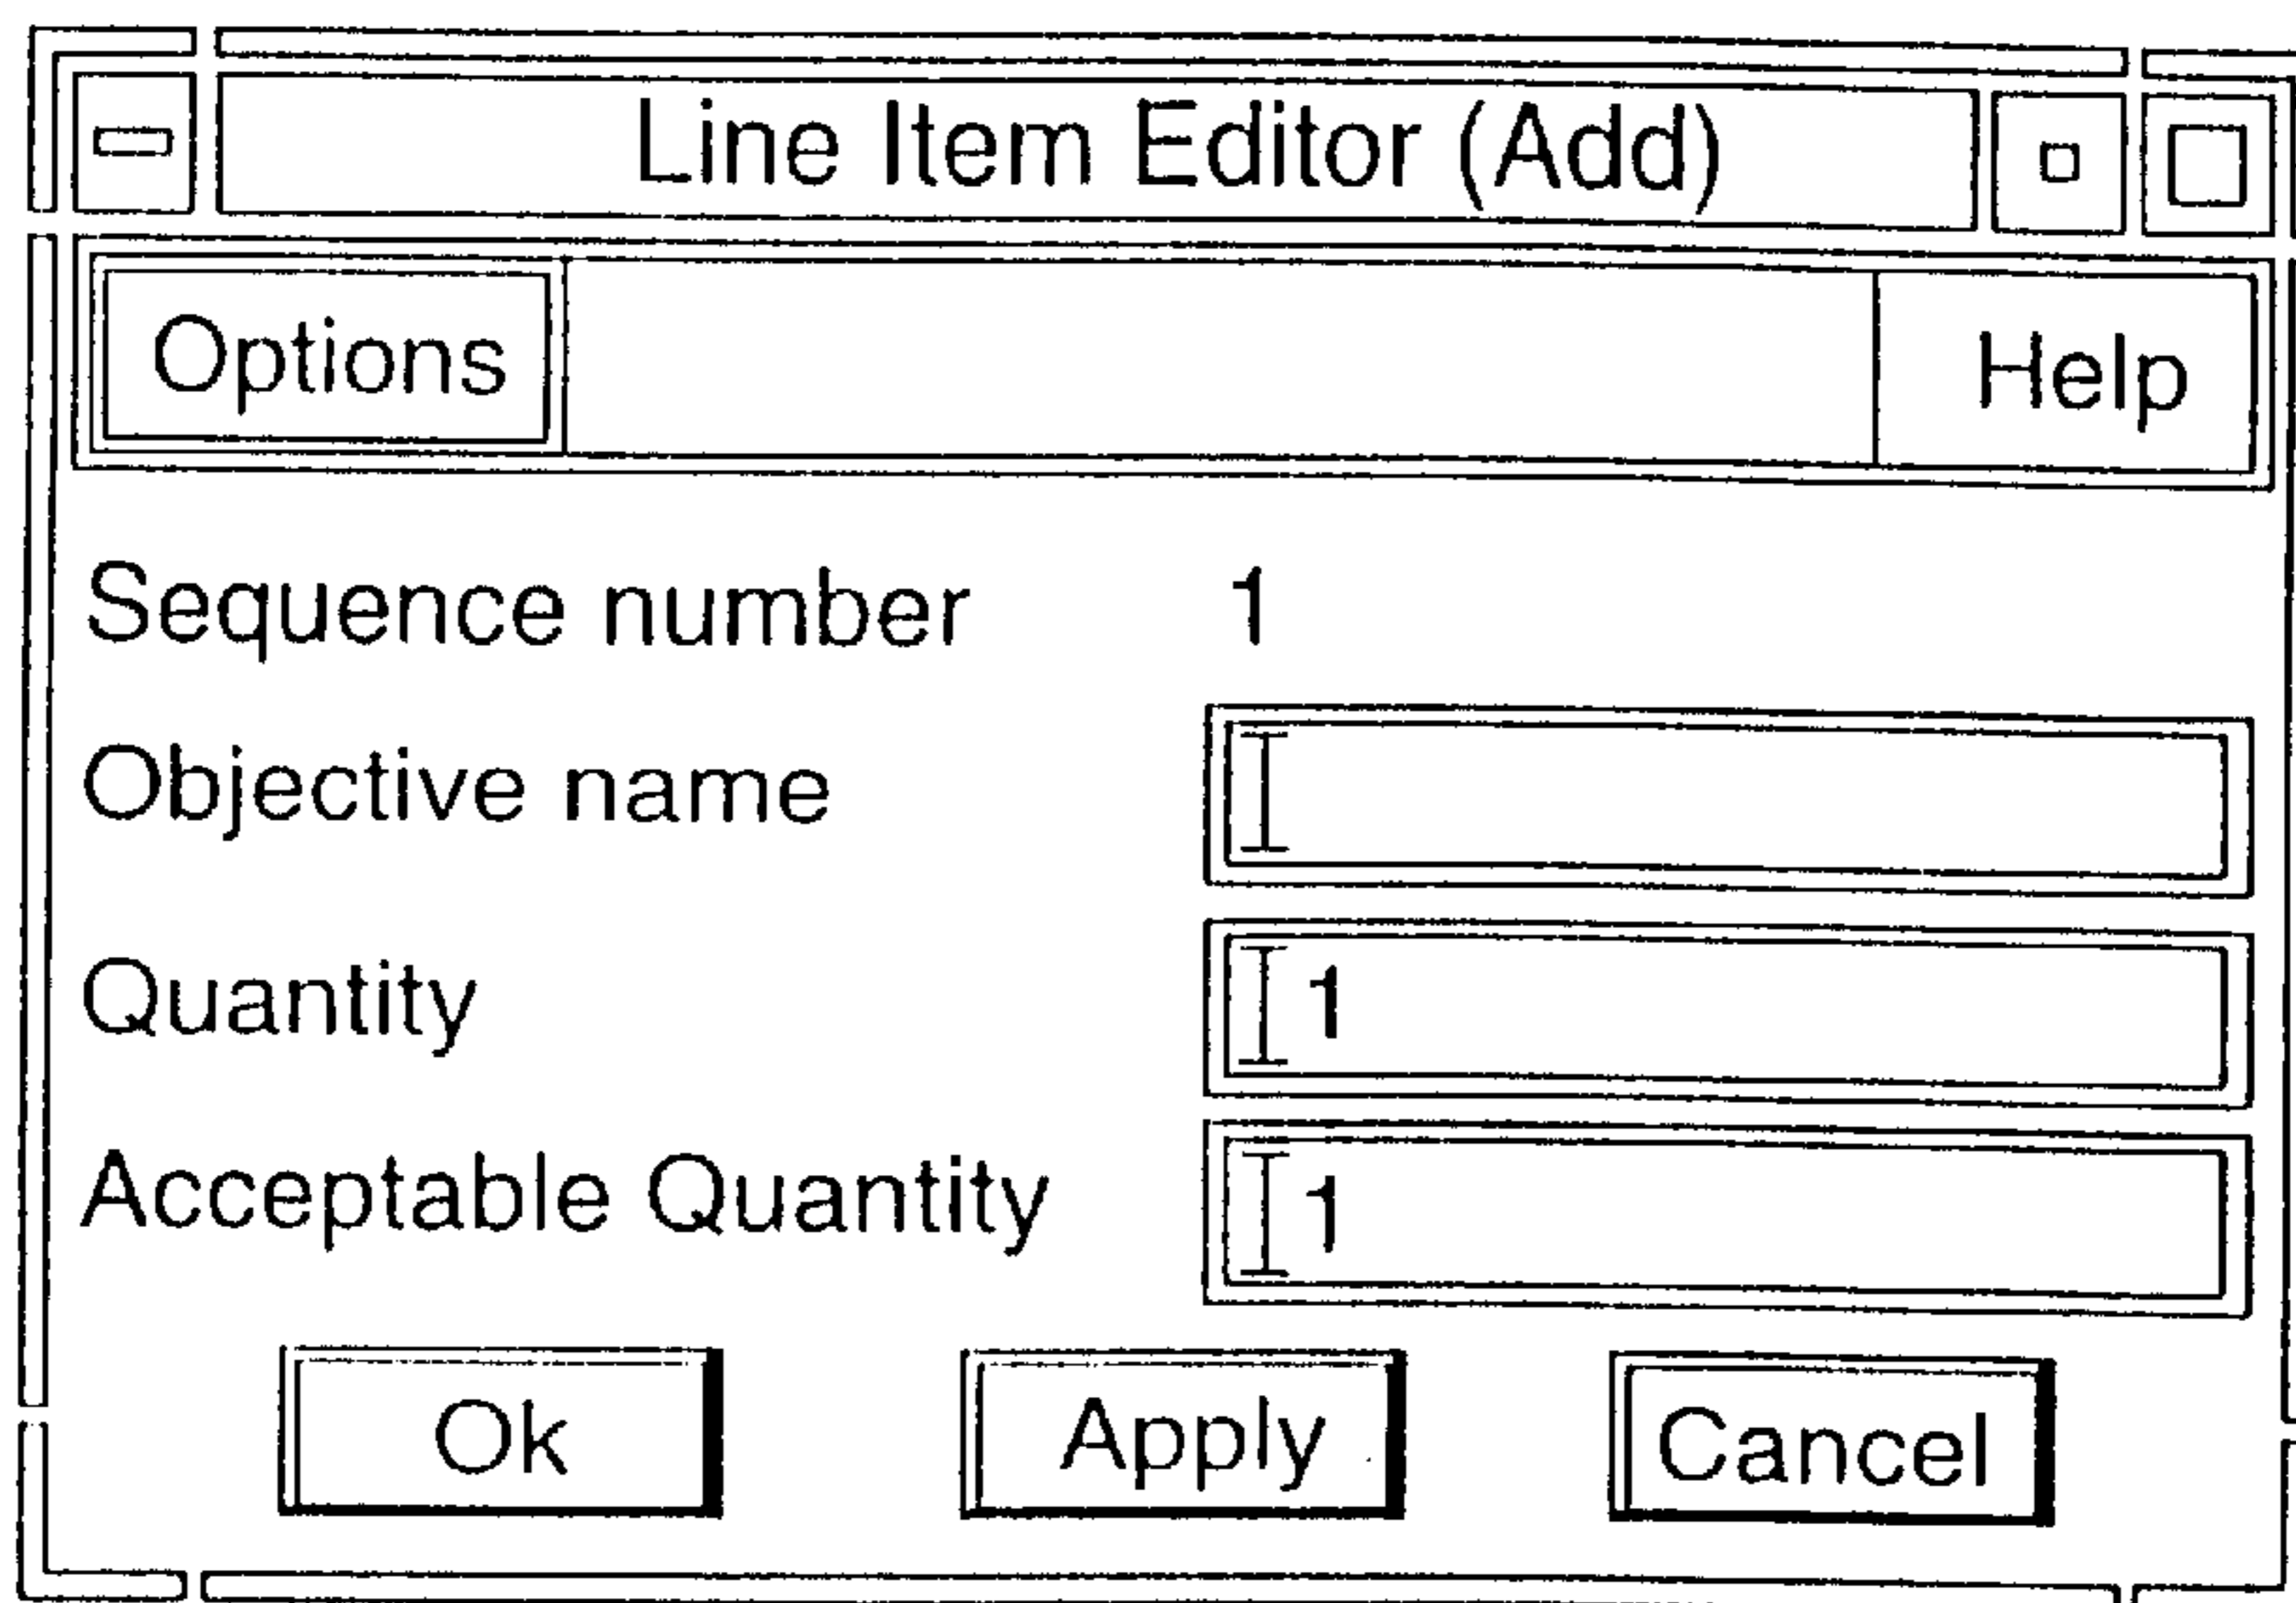 Line Item Editor (Add)
Options Help
Sequence number 1
Objective name
Quantity 1
Acceptable Quantity 1
Ok Apply Cancel